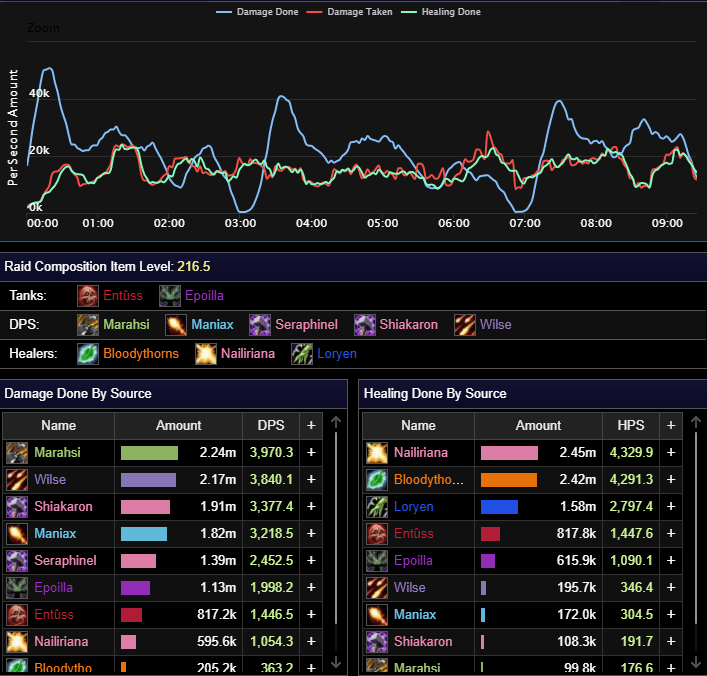 Damage Done Damage Taken Healing Done
Zoom
Per Second Amount
40k
20k
0k
00:00 01:00 02:00 03:00 04:00 05:00 06:00 07:00 08:00 09:00
Raid Composition Item Level: 216.5
Tanks: Entûss Epoilla
DPS: Marahsi Maniax Seraphinel Shiakaron Wilse
Healers: Bloodythorns Nailiriana Loryen
Damage Done By Source
Name Amount DPS +
Marahsi 2.24m 3,970.3 +
Wilse 2.17m 3,840.1 +
Shiakaron 1.91m 3,377.4 +
Maniax 1.82m 3,218.5 +
Seraphinel 1.39m 2,452.5 +
Epoilla 1.13m 1,998.2 +
Entûss 817.2k 1,446.5 +
Nailiriana 595.6k 1,054.3 +
Bloodytho 205.2k 363.2 +
Healing Done By Source
Name Amount HPS +
Nailiriana 2.45m 4,329.9 +
Bloodytho... 2.42m 4,291.3 +
Loryen 1.58m 2,797.4 +
Entûss 817.8k 1,447.6 +
Epoilla 615.9k 1,090.1 +
Wilse 195.7k 346.4 +
Maniax 172.0k 304.5 +
Shiakaron 108.3k 191.7 +
Marahsi 99.8k 176.6 +